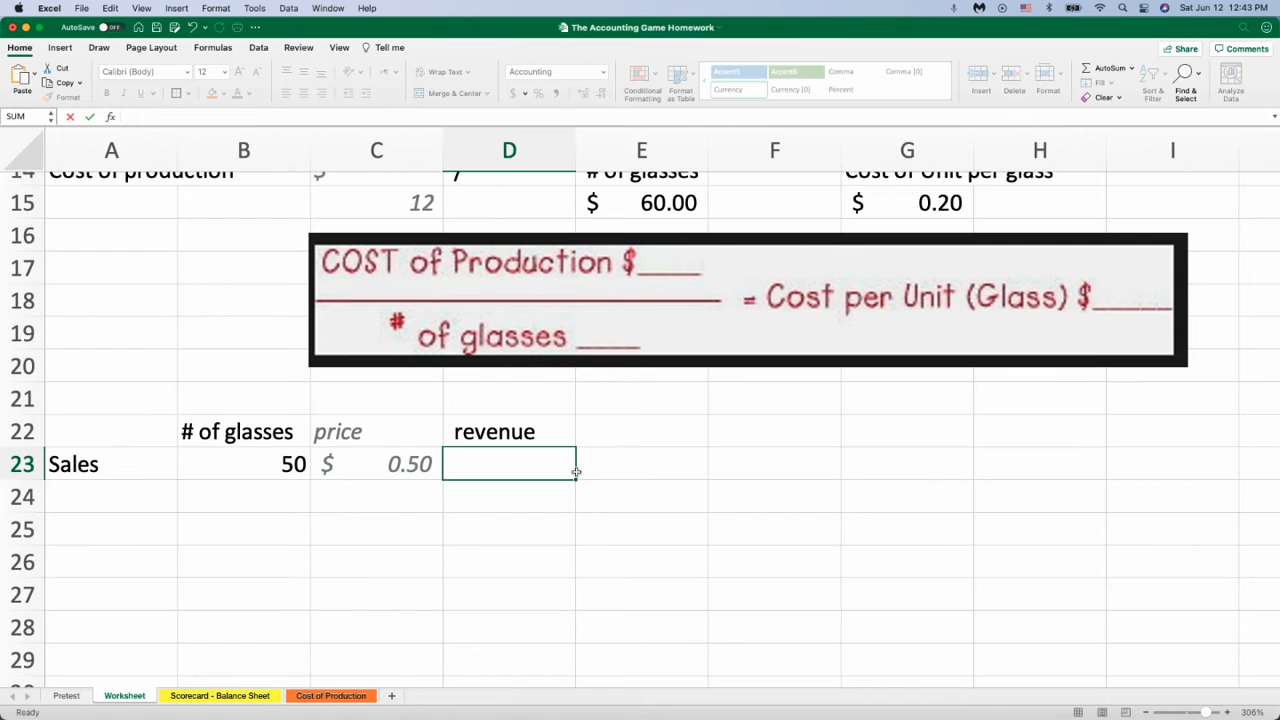 Excel File Edit View Insert Format Tools Data Window Help Sat Jun 12 12:43 PM
AutoSave OFF The Accounting Game Homework
Home Insert Draw Page Layout Formulas Data Review View Tell me Share Comments
Paste Cut Copy Format Calibri (Body) 12 Wrap Text Merge & Center Accounting Conditional Formatting Format as Table Accent5 Accent6 Comma Comma [0] Currency Currency [0] Percent Insert Delete Format AutoSum Fill Clear Sort & Filter Find & Select Analyze Data
SUM fx
A B C D E F G H I
14 Cost of production $ / # of glasses Cost of Unit per glass
15 12 $ 60.00 $ 0.20
16
17 COST of Production $____
18 = Cost per Unit (Glass) $____
19 # of glasses ____
20
21
22 # of glasses price revenue
23 Sales 50 $ 0.50
24
25
26
27
28
29
Pretest Worksheet Scorecard - Balance Sheet Cost of Production +
Ready 306%